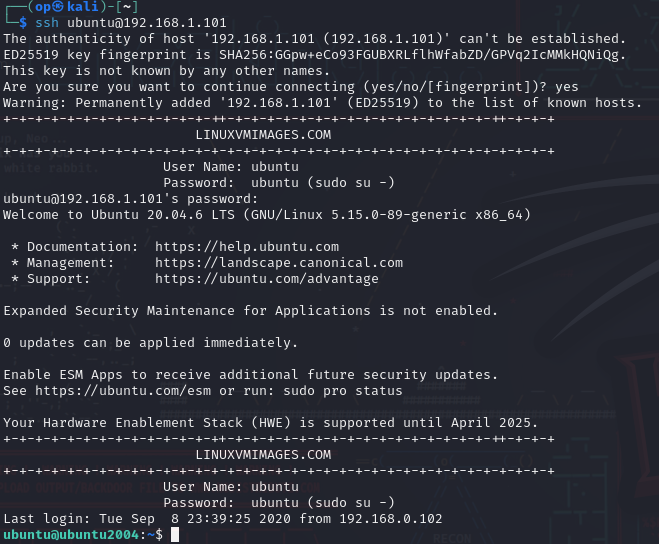 ┌──(op㉿kali)-[~]
└─$ ssh ubuntu@192.168.1.101
The authenticity of host '192.168.1.101 (192.168.1.101)' can't be established.
ED25519 key fingerprint is SHA256:GGpw+eCo93FGUBXRLflhWfabZD/GPVq2IcMMkHQNiQg.
This key is not known by any other names.
Are you sure you want to continue connecting (yes/no/[fingerprint])? yes
Warning: Permanently added '192.168.1.101' (ED25519) to the list of known hosts.
+-+-+-+-+-+-+-+-+-+-+-+-+-++-+-+-+-+-+-+-+-+-+-+-+-+-+-+-+-+-++-+-+-+
LINUXVMIMAGES.COM
+-+-+-+-+-+-+-+-+-+-+-+-+-+-+-+-+-+-+-+-+-+-+-+-+-+-+-+-+-+-+-+-+-+-+
User Name: ubuntu
white rabbit.
Password: ubuntu (sudo su -)
ubuntu@192.168.1.101's password:
Welcome to Ubuntu 20.04.6 LTS (GNU/Linux 5.15.0-89-generic x86_64)
* Documentation: https://help.ubuntu.com
* Management: https://landscape.canonical.com
* Support: https://ubuntu.com/advantage
Expanded Security Maintenance for Applications is not enabled.
0 updates can be applied immediately.
Enable ESM Apps to receive additional future security updates.
See https://ubuntu.com/esm or run: sudo pro status
Your Hardware Enablement Stack (HWE) is supported until April 2025.
+-+-+-+-+-+-+-+-+-+-+-+-+-++-+-+-+-+-+-+-+-+-+-+-+-+-+-+-+-+-++-+-+-+
LINUXVMIMAGES.COM
+-+-+-+-+-+-+-+-+-+-+-+-+-+-+-+-+-+-+-+-+-+-+-+-+-+-+-+-+-+-+-+-+-+-+
User Name: ubuntu
Password: ubuntu (sudo su -)
Last login: Tue Sep  8 23:39:25 2020 from 192.168.0.102
RECON
ubuntu@ubuntu2004:~$